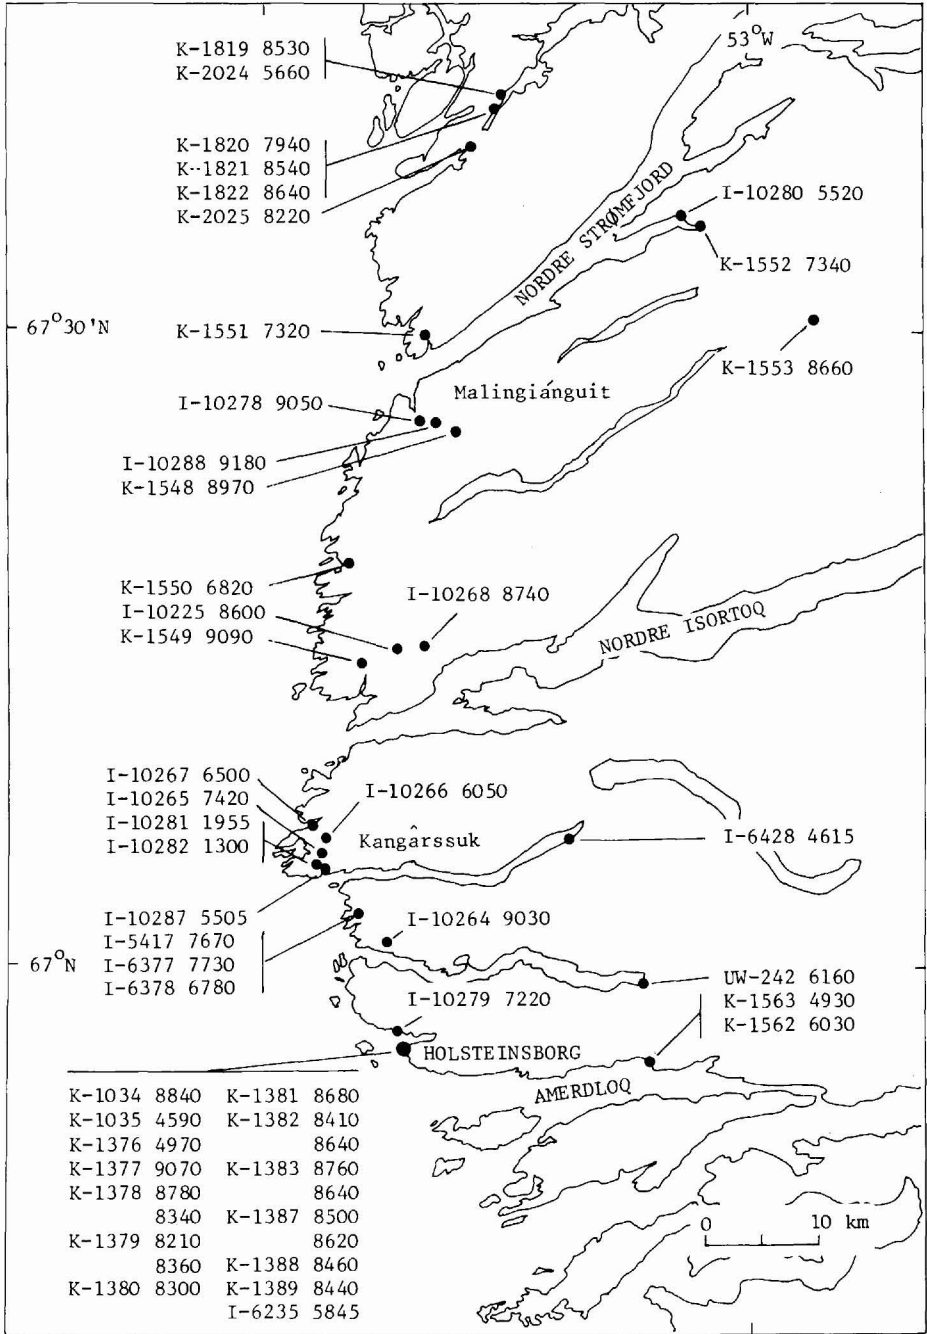 K-1819 8530
K-2024 5660
53°W
K-1820 7940
K-1821 8540
K-1822 8640
K-2025 8220
NORDRE STRØMFJORD
I-10280 5520
K-1552 7340
67°30'N
K-1551 7320
K-1553 8660
Malingiánguit
I-10278 9050
I-10288 9180
K-1548 8970
K-1550 6820
I-10225 8600
K-1549 9090
I-10268 8740
NORDRE ISORTOQ
I-10267 6500
I-10265 7420
I-10281 1955
I-10282 1300
I-10266 6050
Kangârssuk
I-6428 4615
I-10287 5505
I-5417 7670
I-6377 7730
I-6378 6780
I-10264 9030
67°N
I-10279 7220
UW-242 6160
K-1563 4930
K-1562 6030
HOLSTEINSBORG
AMERDLOQ
K-1034 8840 K-1381 8680
K-1035 4590 K-1382 8410
K-1376 4970 8640
K-1377 9070 K-1383 8760
K-1378 8780 8640
8340 K-1387 8500
K-1379 8210 8620
8360 K-1388 8460
K-1380 8300 K-1389 8440
I-6235 5845
0 10 km